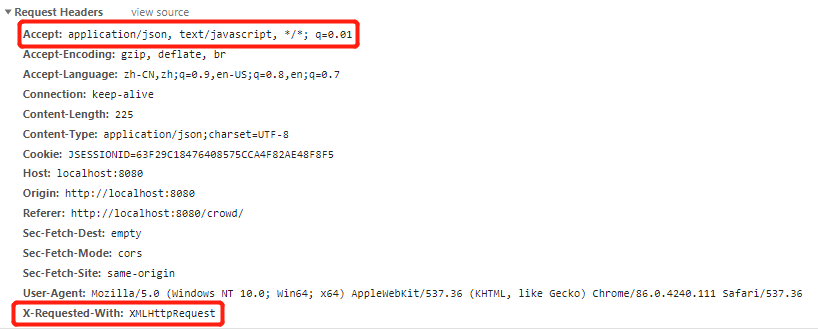 Request Headers view source
Accept: application/json, text/javascript, */*; q=0.01
Accept-Encoding: gzip, deflate, br
Accept-Language: zh-CN,zh;q=0.9,en-US;q=0.8,en;q=0.7
Connection: keep-alive
Content-Length: 225
Content-Type: application/json;charset=UTF-8
Cookie: JSESSIONID=63F29C18476408575CCA4F82AE48F8F5
Host: localhost:8080
Origin: http://localhost:8080
Referer: http://localhost:8080/crowd/
Sec-Fetch-Dest: empty
Sec-Fetch-Mode: cors
Sec-Fetch-Site: same-origin
User-Agent: Mozilla/5.0 (Windows NT 10.0; Win64; x64) AppleWebKit/537.36 (KHTML, like Gecko) Chrome/86.0.4240.111 Safari/537.36
X-Requested-With: XMLHttpRequest